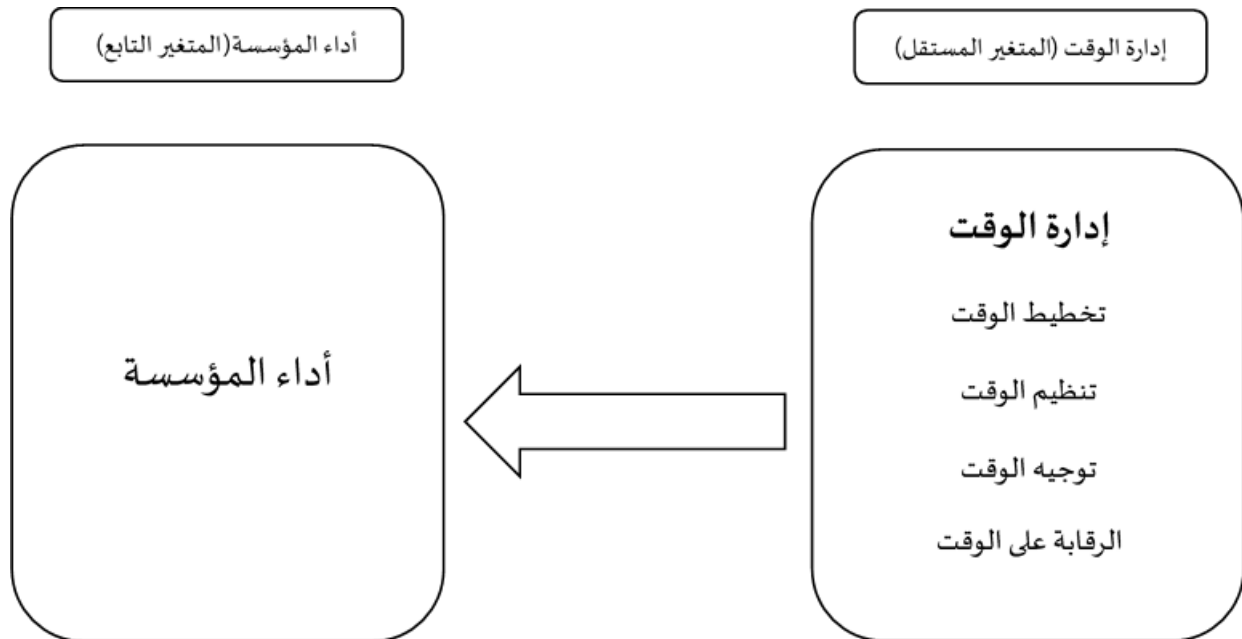 إدارة الوقت (المتغير المستقل)
أداء المؤسسة(المتغير التابع)
إدارة الوقت
تخطيط الوقت
تنظيم الوقت
توجيه الوقت
الرقابة على الوقت
أداء المؤسسة